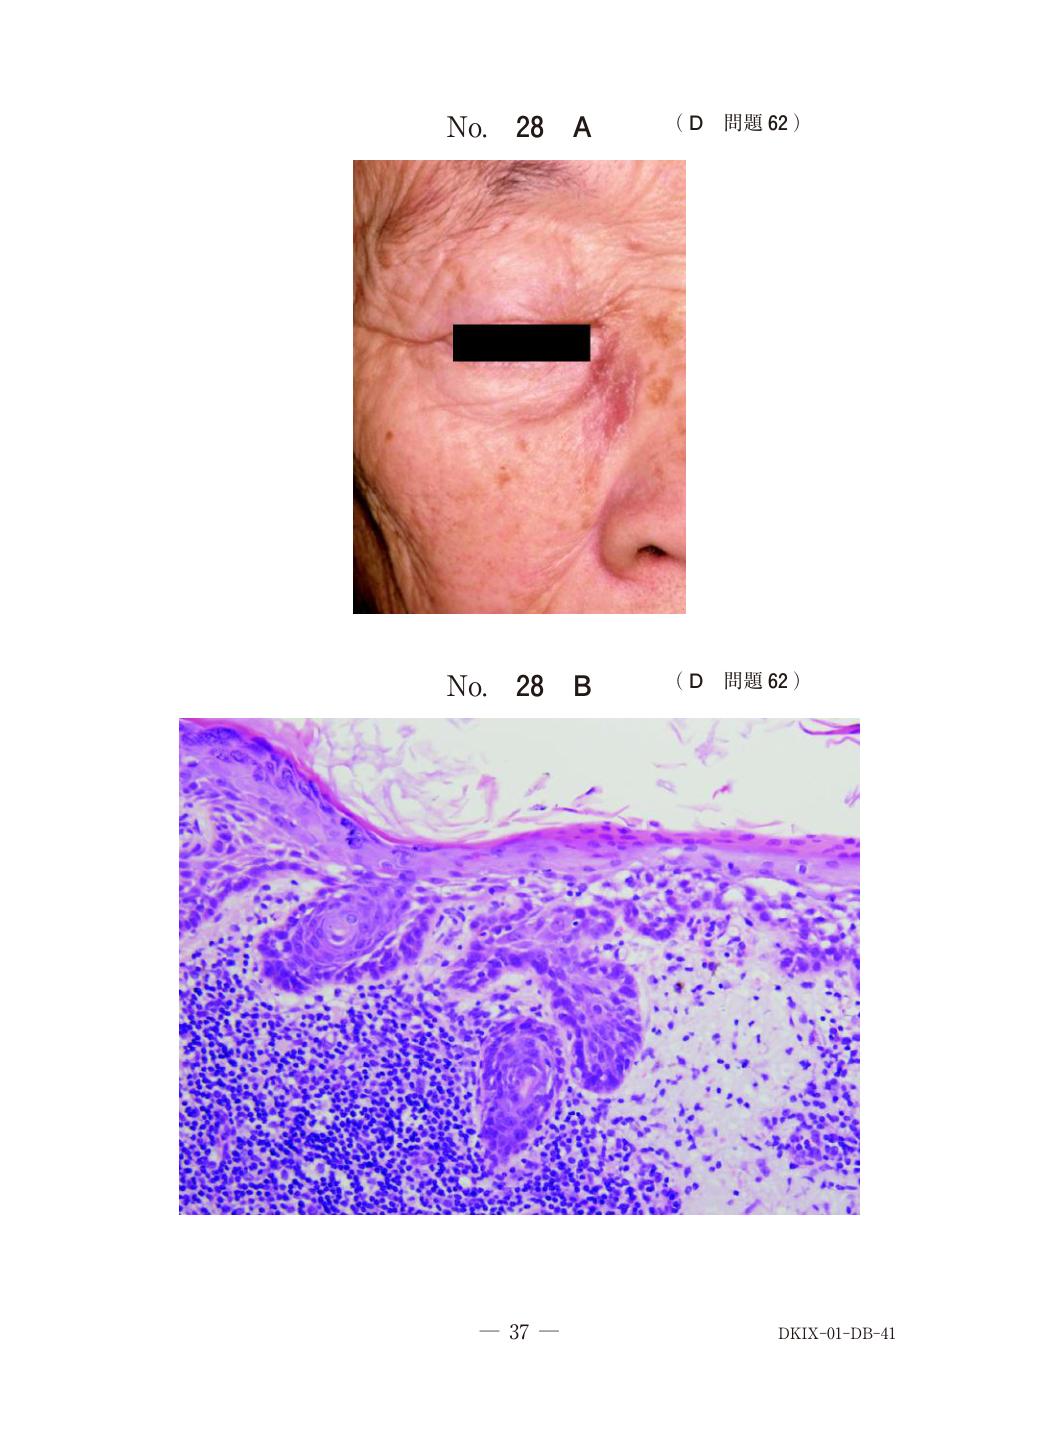 No. 28 A （ D 問題 62 ）
No. 28 B （ D 問題 62 ）
— 37 —
DKIX-01-DB-41